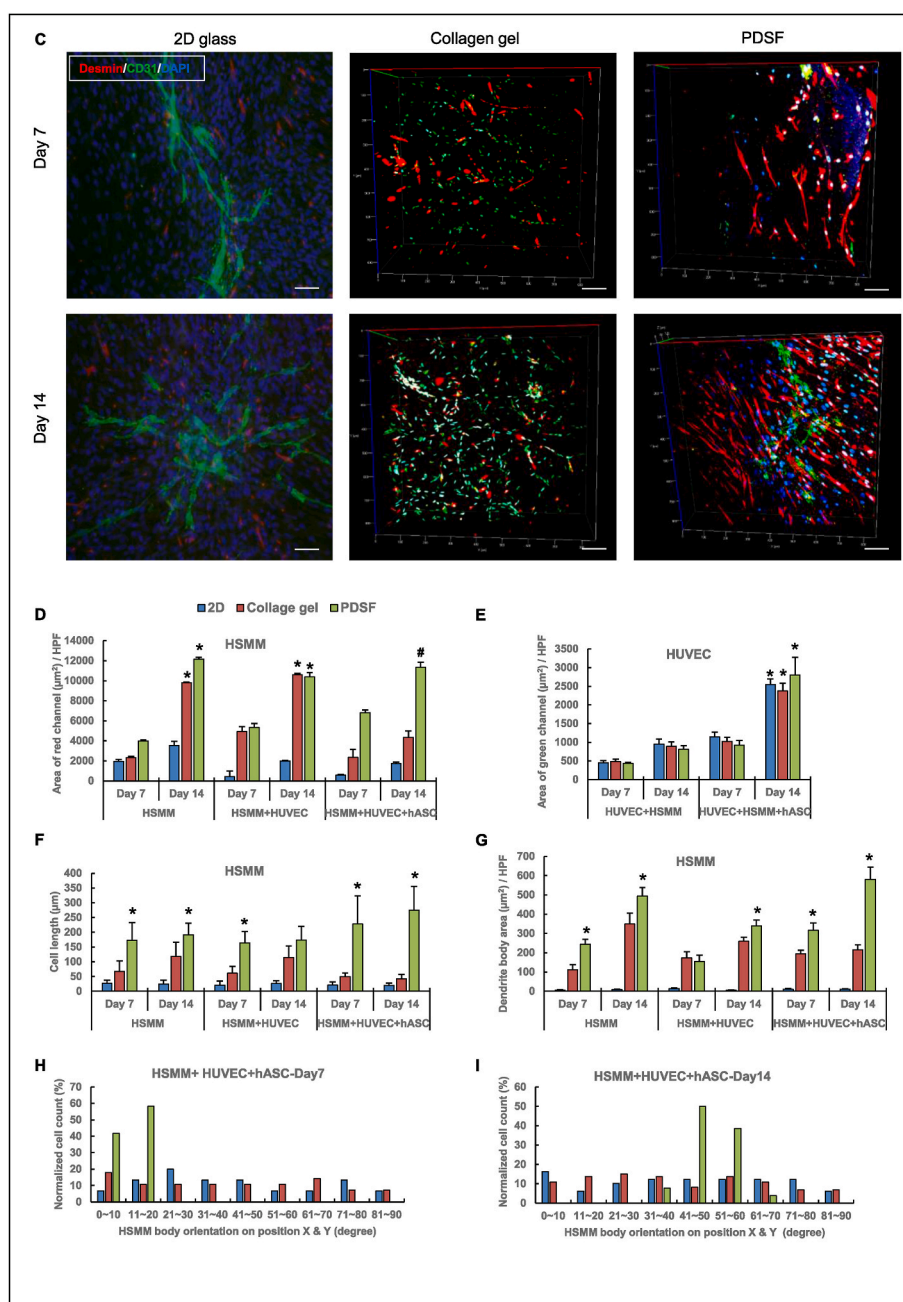 C
2D glass
Collagen gel
PDSF
Desmin/CD31/DAPI
Day 7
Day 14
2D
Collage gel
PDSF
D
HSMM
Area of red channel (µm²) / HPF
14000
12000
10000
8000
6000
4000
2000
0
* * * * #
Day 7 Day 14 Day 7 Day 14 Day 7 Day 14
HSMM HSMM+HUVEC HSMM+HUVEC+hASC
E
HUVEC
Area of green channel (µm²) / HPF
3500
3000
2500
2000
1500
1000
500
0
* * *
Day 7 Day 14 Day 7 Day 14
HUVEC+HSMM HUVEC+HSMM+hASC
F
HSMM
Cell length (µm)
400
350
300
250
200
150
100
50
0
* * * * *
Day 7 Day 14 Day 7 Day 14 Day 7 Day 14
HSMM HSMM+HUVEC HSMM+HUVEC+hASC
G
HSMM
Dendrite body area (µm²) / HPF
700
600
500
400
300
200
100
0
* * * * *
Day 7 Day 14 Day 7 Day 14 Day 7 Day 14
HSMM HSMM+HUVEC HSMM+HUVEC+hASC
H
HSMM+ HUVEC+hASC-Day7
Normalized cell count (%)
70
60
50
40
30
20
10
0
0~10 11~20 21~30 31~40 41~50 51~60 61~70 71~80 81~90
HSMM body orientation on position X & Y (degree)
I
HSMM+HUVEC+hASC-Day14
Normalized cell count (%)
60
50
40
30
20
10
0
0~10 11~20 21~30 31~40 41~50 51~60 61~70 71~80 81~90
HSMM body orientation on position X & Y (degree)